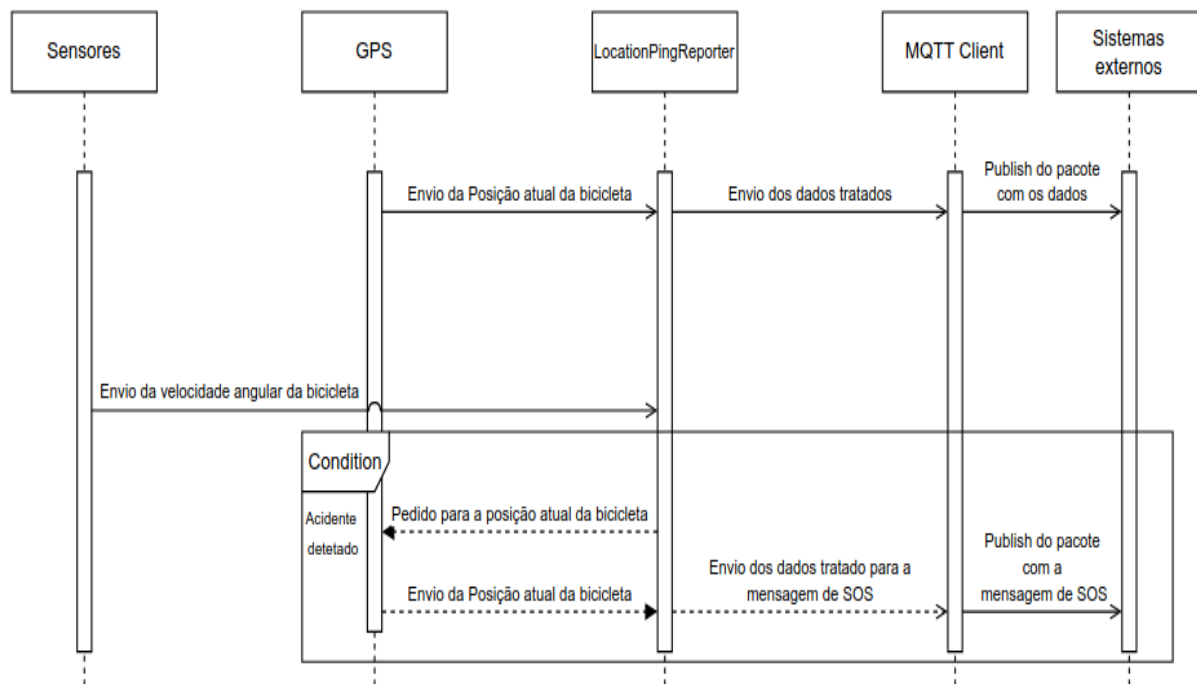 Sensores
GPS
LocationPingReporter
MQTT Client
Sistemas
externos
Envio da Posição atual da bicicleta
Envio dos dados tratados
Publish do pacote
com os dados
Envio da velocidade angular da bicicleta
Condition
Acidente
detetado
Pedido para a posição atual da bicicleta
Envio da Posição atual da bicicleta
Envio dos dados tratado para a
mensagem de SOS
Publish do pacote
com a
mensagem de SOS